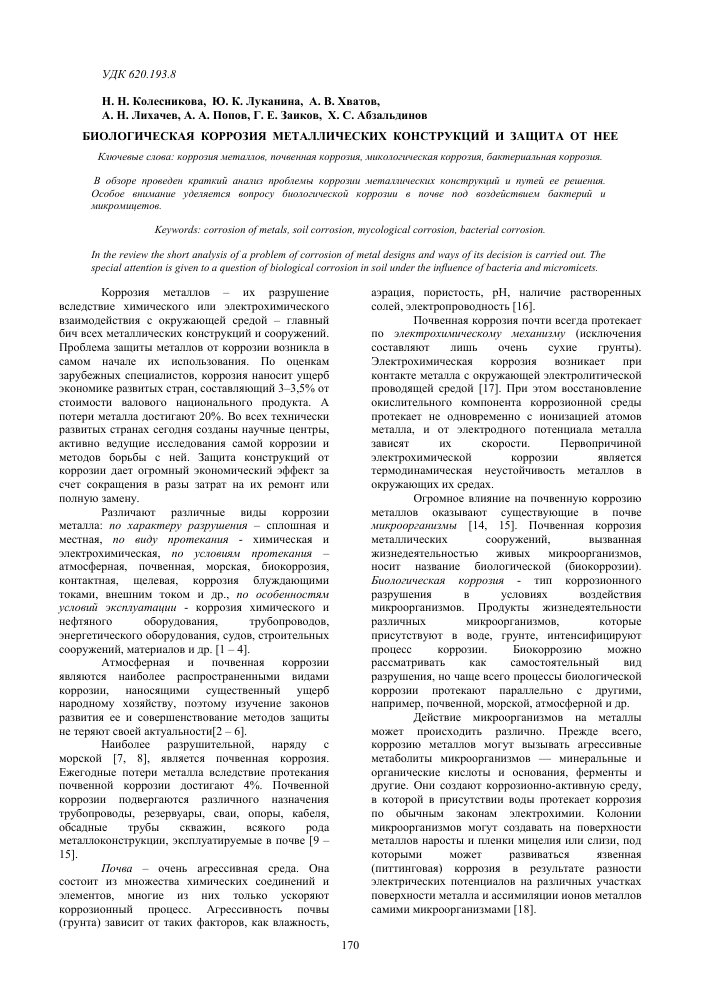 УДК 620.193.8
Н. Н. Колесникова, Ю. К. Луканина, А. В. Хватов,
А. Н. Лихачев, А. А. Попов, Г. Е. Заиков, Х. С. Абзальдинов
БИОЛОГИЧЕСКАЯ КОРРОЗИЯ МЕТАЛЛИЧЕСКИХ КОНСТРУКЦИЙ И ЗАЩИТА ОТ НЕЕ
Ключевые слова: коррозия металлов, почвенная коррозия, микологическая коррозия, бактериальная коррозия.
В обзоре проведен краткий анализ проблемы коррозии металлических конструкций и путей ее решения.
Особое внимание уделяется вопросу биологической коррозии в почве под воздействием бактерий и
микромицетов.
Keywords: corrosion of metals, soil corrosion, mycological corrosion, bacterial corrosion.
In the review the short analysis of a problem of corrosion of metal designs and ways of its decision is carried out. The
special attention is given to a question of biological corrosion in soil under the influence of bacteria and micromicets.
Коррозия металлов – их разрушение
вследствие химического или электрохимического
взаимодействия с окружающей средой – главный
бич всех металлических конструкций и сооружений.
Проблема защиты металлов от коррозии возникла в
самом начале их использования. По оценкам
зарубежных специалистов, коррозия наносит ущерб
экономике развитых стран, составляющий 3–3,5% от
стоимости валового национального продукта. А
потери металла достигают 20%. Во всех технически
развитых странах сегодня созданы научные центры,
активно ведущие исследования самой коррозии и
методов борьбы с ней. Защита конструкций от
коррозии дает огромный экономический эффект за
счет сокращения в разы затрат на их ремонт или
полную замену.
Различают различные виды коррозии
металла: по характеру разрушения – сплошная и
местная, по виду протекания - химическая и
электрохимическая, по условиям протекания –
атмосферная, почвенная, морская, биокоррозия,
контактная, щелевая, коррозия блуждающими
токами, внешним током и др., по особенностям
условий эксплуатации - коррозия химического и
нефтяного оборудования, трубопроводов,
энергетического оборудования, судов, строительных
сооружений, материалов и др. [1 – 4].
Атмосферная и почвенная коррозии
являются наиболее распространенными видами
коррозии, наносящими существенный ущерб
народному хозяйству, поэтому изучение законов
развития ее и совершенствование методов защиты
не теряют своей актуальности[2 – 6].
Наиболее разрушительной, наряду с
морской [7, 8], является почвенная коррозия.
Ежегодные потери металла вследствие протекания
почвенной коррозии достигают 4%. Почвенной
коррозии подвергаются различного назначения
трубопроводы, резервуары, сваи, опоры, кабеля,
обсадные трубы скважин, всякого рода
металлоконструкции, эксплуатируемые в почве [9 –
15].
Почва – очень агрессивная среда. Она
состоит из множества химических соединений и
элементов, многие из них только ускоряют
коррозионный процесс. Агрессивность почвы
(грунта) зависит от таких факторов, как влажность,
аэрация, пористость, pH, наличие растворенных
солей, электропроводность [16].
Почвенная коррозия почти всегда протекает
по электрохимическому механизму (исключения
составляют лишь очень сухие грунты).
Электрохимическая коррозия возникает при
контакте металла с окружающей электролитической
проводящей средой [17]. При этом восстановление
окислительного компонента коррозионной среды
протекает не одновременно с ионизацией атомов
металла, и от электродного потенциала металла
зависят их скорости. Первопричиной
электрохимической коррозии является
термодинамическая неустойчивость металлов в
окружающих их средах.
Огромное влияние на почвенную коррозию
металлов оказывают существующие в почве
микроорганизмы [14, 15]. Почвенная коррозия
металлических сооружений, вызванная
жизнедеятельностью живых микроорганизмов,
носит название биологической (биокоррозии).
Биологическая коррозия - тип коррозионного
разрушения в условиях воздействия
микроорганизмов. Продукты жизнедеятельности
различных микроорганизмов, которые
присутствуют в воде, грунте, интенсифицируют
процесс коррозии. Биокоррозию можно
рассматривать как самостоятельный вид
разрушения, но чаще всего процессы биологической
коррозии протекают параллельно с другими,
например, почвенной, морской, атмосферной и др.
Действие микроорганизмов на металлы
может происходить различно. Прежде всего,
коррозию металлов могут вызывать агрессивные
метаболиты микроорганизмов — минеральные и
органические кислоты и основания, ферменты и
другие. Они создают коррозионно-активную среду,
в которой в присутствии воды протекает коррозия
по обычным законам электрохимии. Колонии
микроорганизмов могут создавать на поверхности
металлов наросты и пленки мицелия или слизи, под
которыми может развиваться язвенная
(питтинговая) коррозия в результате разности
электрических потенциалов на различных участках
поверхности металла и ассимиляции ионов металлов
самими микроорганизмами [18].
170